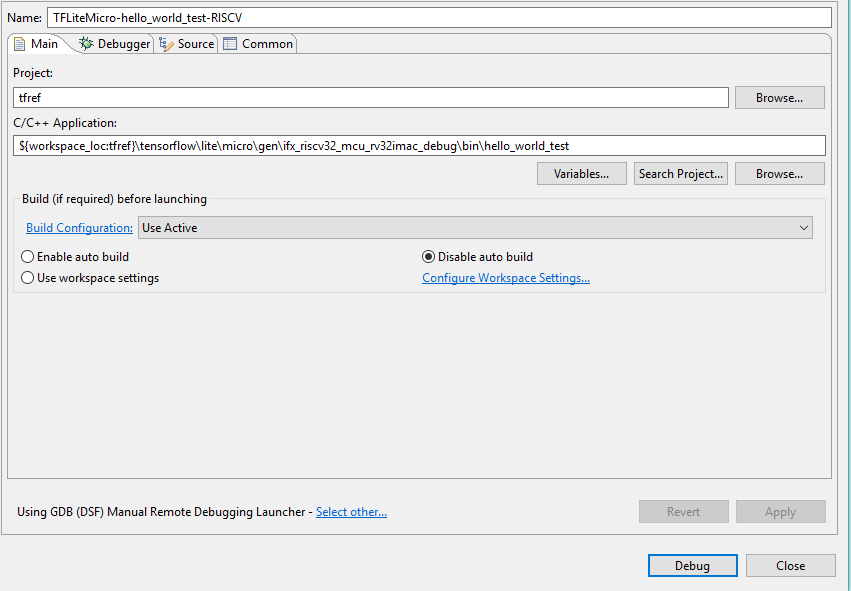 Name: TFLiteMicro-hello_world_test-RISCV
Main Debugger Source Common
Project:
tfref Browse...
C/C++ Application:
${workspace_loc:tfref}\tensorflow\lite\micro\gen\ifx_riscv32_mcu_rv32imac_debug\bin\hello_world_test
Variables... Search Project... Browse...
Build (if required) before launching
Build Configuration: Use Active
Enable auto build Disable auto build
Use workspace settings Configure Workspace Settings...
Using GDB (DSF) Manual Remote Debugging Launcher - Select other... Revert Apply
Debug Close